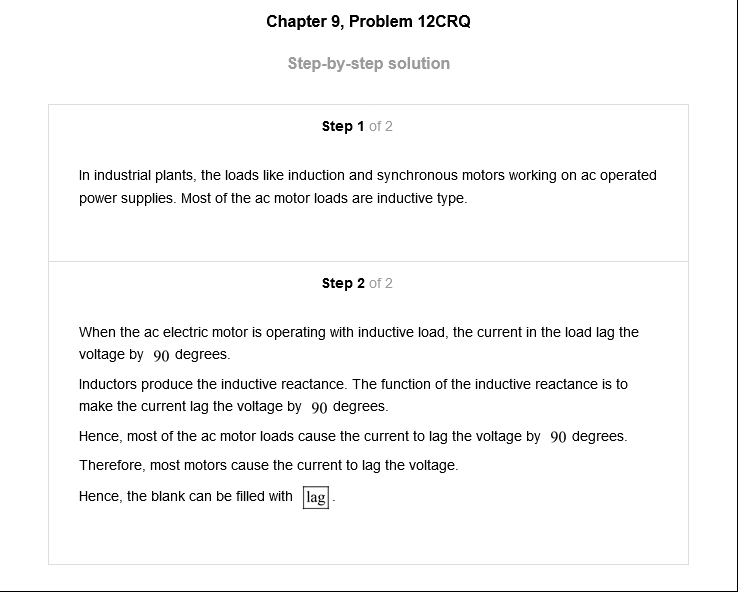 Chapter 9, Problem 12CRQ
Step-by-step solution
Step 1 of 2
In industrial plants, the loads like induction and synchronous motors working on ac operated
power supplies. Most of the ac motor loads are inductive type.
Step 2 of 2
When the ac electric motor is operating with inductive load, the current in the load lag the
voltage by 90 degrees.
Inductors produce the inductive reactance. The function of the inductive reactance is to
make the current lag the voltage by 90 degrees.
Hence, most of the ac motor loads cause the current to lag the voltage by 90 degrees.
Therefore, most motors cause the current to lag the voltage.
Hence, the blank can be filled with lag.